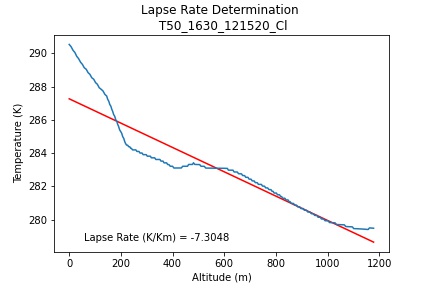 Lapse Rate Determination
T50_1630_121520_Cl
290
288
286
284
282
280
Temperature (K)
Lapse Rate (K/Km) = -7.3048
0
200
400
600
800
1000
1200
Altitude (m)